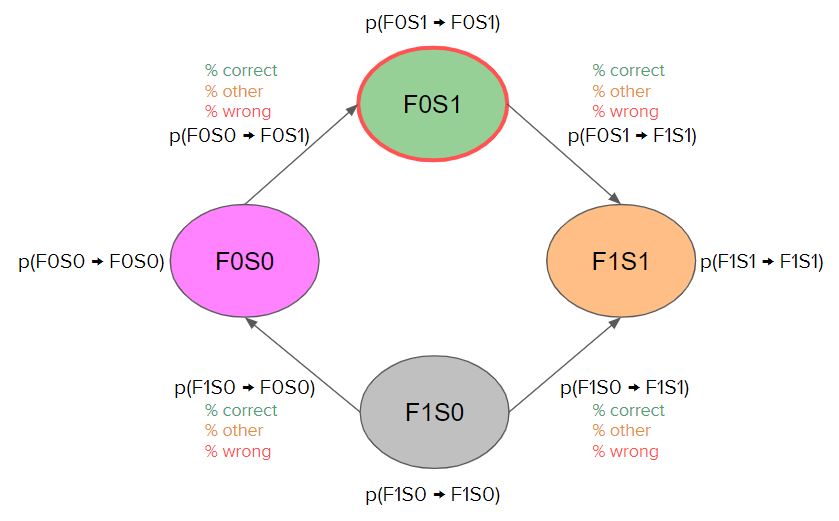 p(F0S1 → F0S1)
% correct
% other
% wrong
p(F0S0 → F0S1)
F0S1
% correct
% other
% wrong
p(F0S1 → F1S1)
p(F0S0 → F0S0)
F0S0
F1S1
p(F1S1 → F1S1)
p(F1S0 → F0S0)
% correct
% other
% wrong
F1S0
p(F1S0 → F1S1)
% correct
% other
% wrong
p(F1S0 → F1S0)